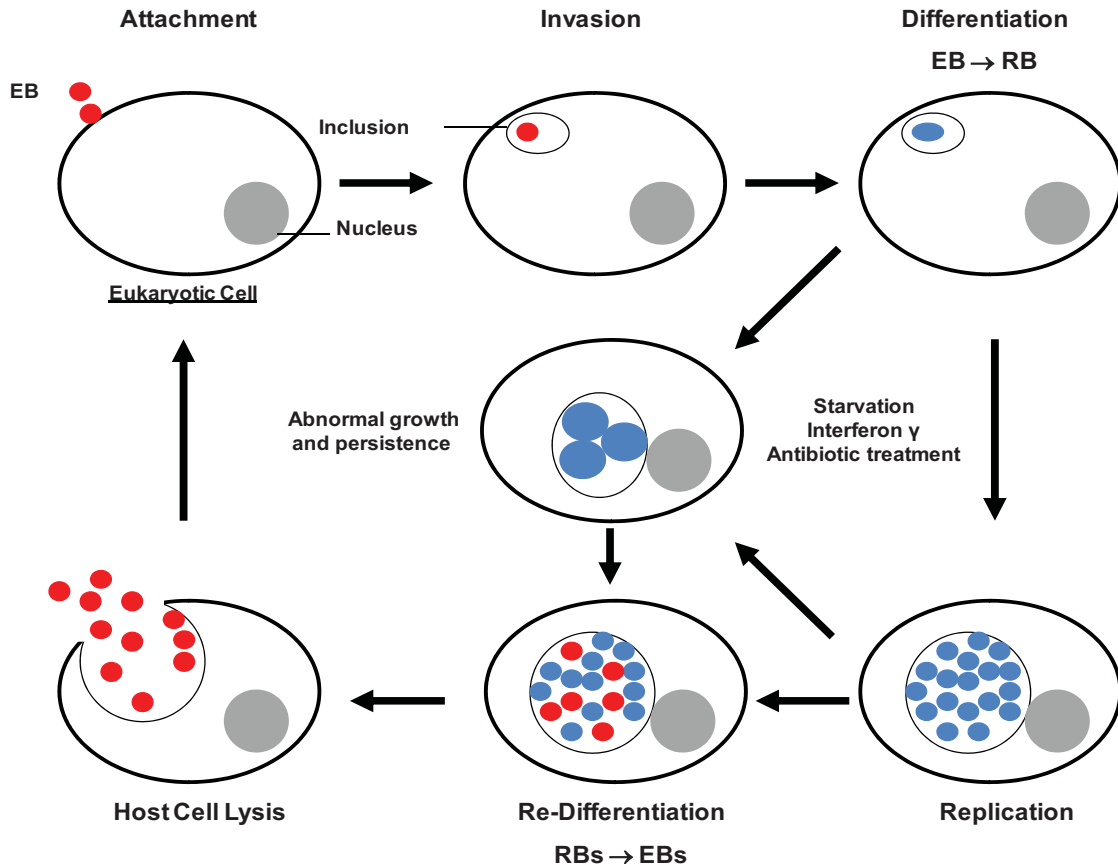 Attachment
Invasion
Differentiation
EB → RB
EB
Inclusion
Nucleus
Eukaryotic Cell
Abnormal growth
and persistence
Starvation
Interferon γ
Antibiotic treatment
Host Cell Lysis
Re-Differentiation
RBs → EBs
Replication